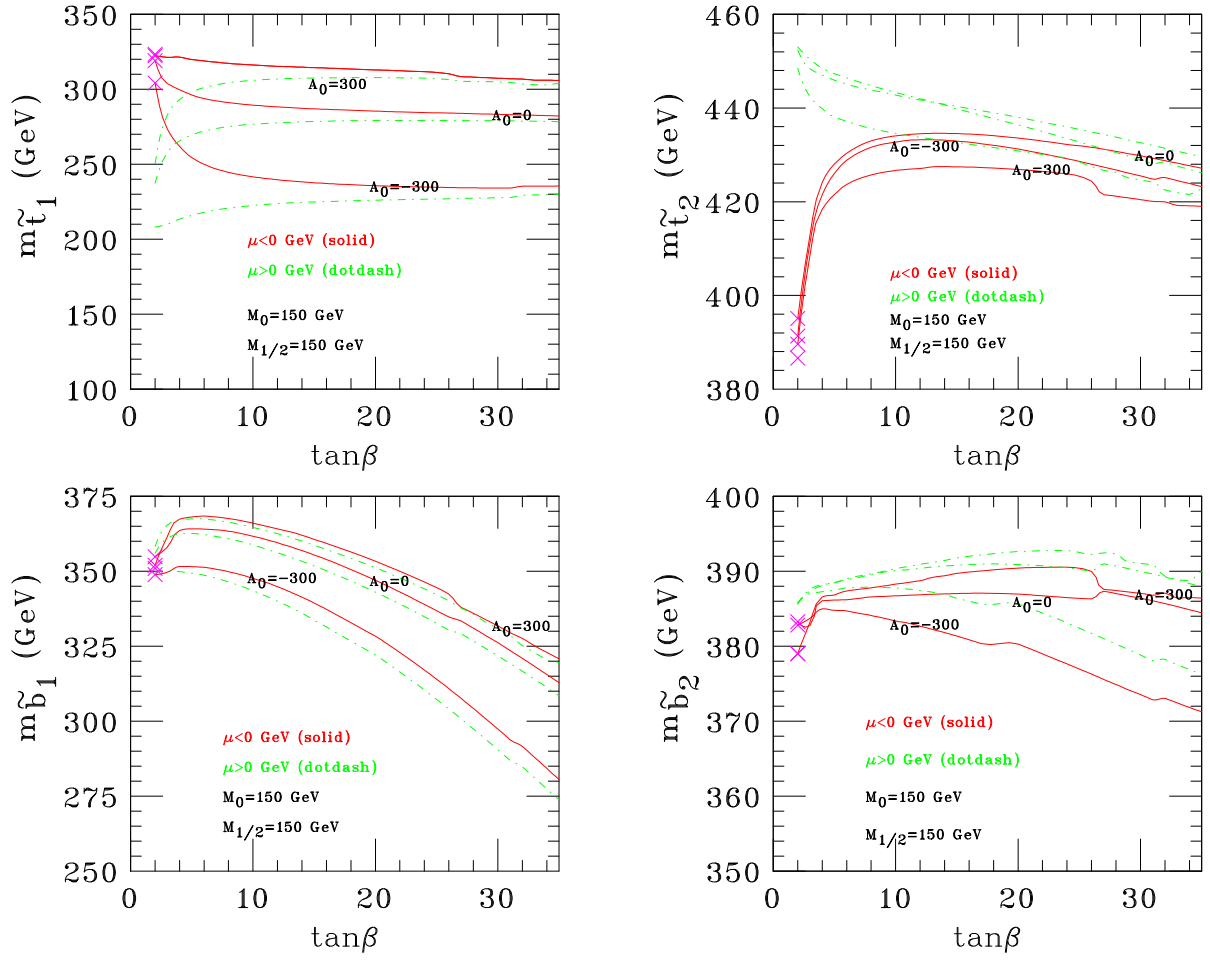 350
300
250
200
150
100
m t̃₁ (GeV)
A₀=300
A₀=0
A₀=−300
μ<0 GeV (solid)
μ>0 GeV (dotdash)
M₀=150 GeV
M₁/₂=150 GeV
0 10 20 30
tanβ
460
440
420
400
380
m t̃₂ (GeV)
A₀=−300
A₀=0
A₀=300
μ<0 GeV (solid)
μ>0 GeV (dotdash)
M₀=150 GeV
M₁/₂=150 GeV
0 10 20 30
tanβ
375
350
325
300
275
250
m b̃₁ (GeV)
A₀=−300
A₀=0
A₀=300
μ<0 GeV (solid)
μ>0 GeV (dotdash)
M₀=150 GeV
M₁/₂=150 GeV
0 10 20 30
tanβ
400
390
380
370
360
350
m b̃₂ (GeV)
A₀=300
A₀=0
A₀=−300
μ<0 GeV (solid)
μ>0 GeV (dotdash)
M₀=150 GeV
M₁/₂=150 GeV
0 10 20 30
tanβ